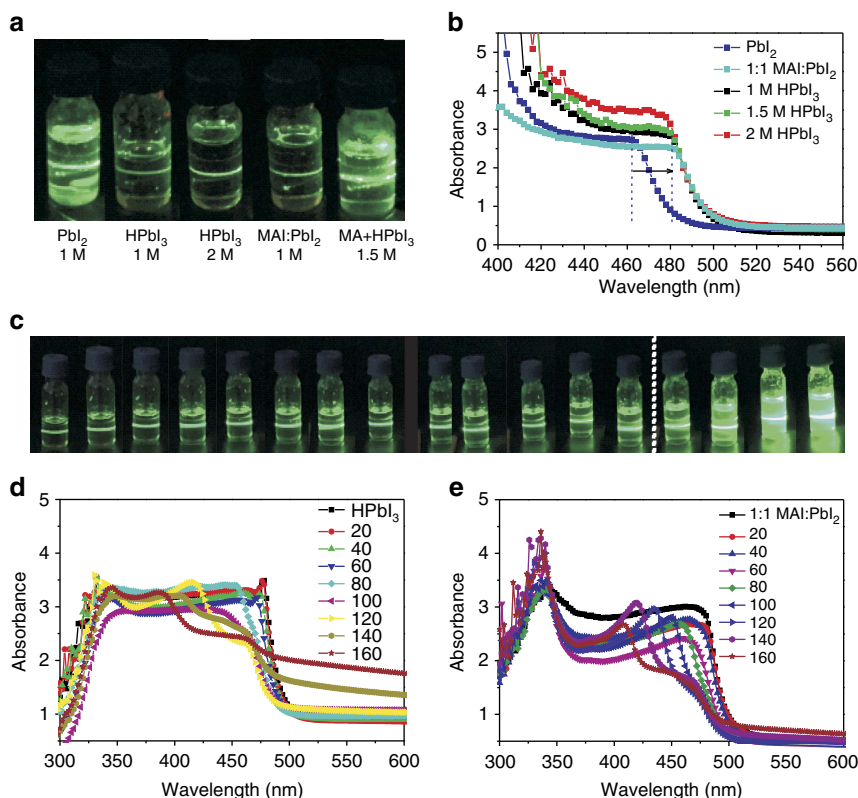 a
PbI2
1 M
HPbI3
1 M
HPbI3
2 M
MAI:PbI2
1 M
MA+HPbI3
1.5 M
b
Absorbance
5
4
3
2
1
0
400 420 440 460 480 500 520 540 560
Wavelength (nm)
PbI2
1:1 MAI:PbI2
1 M HPbI3
1.5 M HPbI3
2 M HPbI3
c
d
Absorbance
5
4
3
2
1
300 350 400 450 500 550 600
Wavelength (nm)
HPbI3
20
40
60
80
100
120
140
160
e
Absorbance
5
4
3
2
1
300 350 400 450 500 550 600
Wavelength (nm)
1:1 MAI:PbI2
20
40
60
80
100
120
140
160